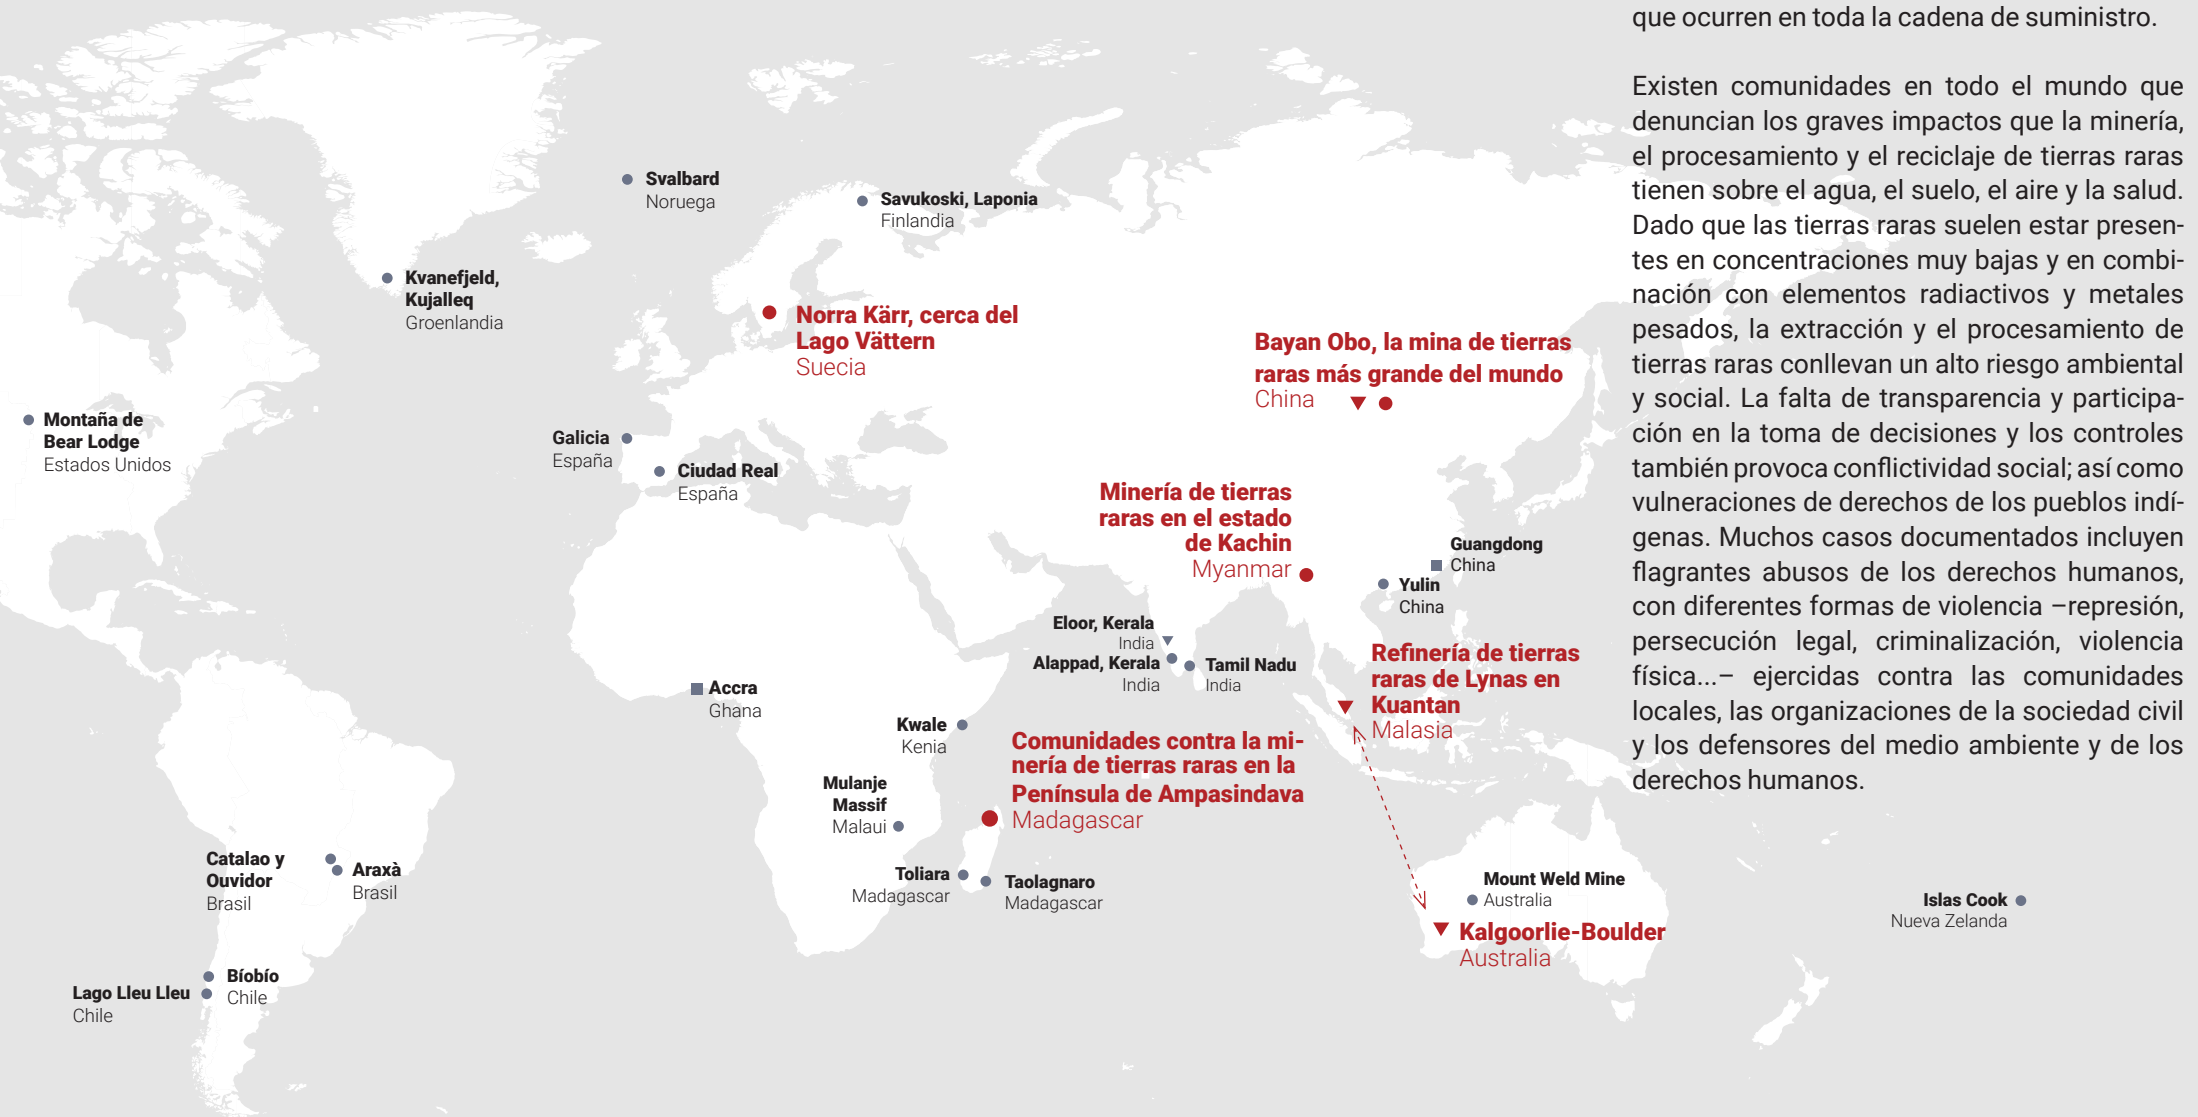 que ocurren en toda la cadena de suministro.
Existen comunidades en todo el mundo que
denuncian los graves impactos que la minería,
el procesamiento y el reciclaje de tierras raras
tienen sobre el agua, el suelo, el aire y la salud.
Dado que las tierras raras suelen estar presen-
tes en concentraciones muy bajas y en combi-
nación con elementos radiactivos y metales
pesados, la extracción y el procesamiento de
tierras raras conllevan un alto riesgo ambiental
y social. La falta de transparencia y participa-
ción en la toma de decisiones y los controles
también provoca conflictividad social; así como
vulneraciones de derechos de los pueblos indí-
genas. Muchos casos documentados incluyen
flagrantes abusos de los derechos humanos,
con diferentes formas de violencia –represión,
persecución legal, criminalización, violencia
física...– ejercidas contra las comunidades
locales, las organizaciones de la sociedad civil
y los defensores del medio ambiente y de los
derechos humanos.
Svalbard
Noruega
Savukoski, Laponia
Finlandia
Kvanefjeld,
Kujalleq
Groenlandia
Norra Kärr, cerca del
Lago Vättern
Suecia
Bayan Obo, la mina de tierras
raras más grande del mundo
China
Montaña de
Bear Lodge
Estados Unidos
Galicia
España
Ciudad Real
España
Minería de tierras
raras en el estado
de Kachin
Myanmar
Guangdong
China
Yulin
China
Eloor, Kerala
India
Alappad, Kerala
India
Tamil Nadu
India
Refinería de tierras
raras de Lynas en
Kuantan
Malasia
Accra
Ghana
Kwale
Kenia
Comunidades contra la mi-
nería de tierras raras en la
Península de Ampasindava
Madagascar
Mulanje
Massif
Malaui
Catalao y
Ouvidor
Brasil
Araxà
Brasil
Toliara
Madagascar
Taolagnaro
Madagascar
Mount Weld Mine
Australia
Kalgoorlie-Boulder
Australia
Islas Cook
Nueva Zelanda
Bíobío
Chile
Lago Lleu Lleu
Chile